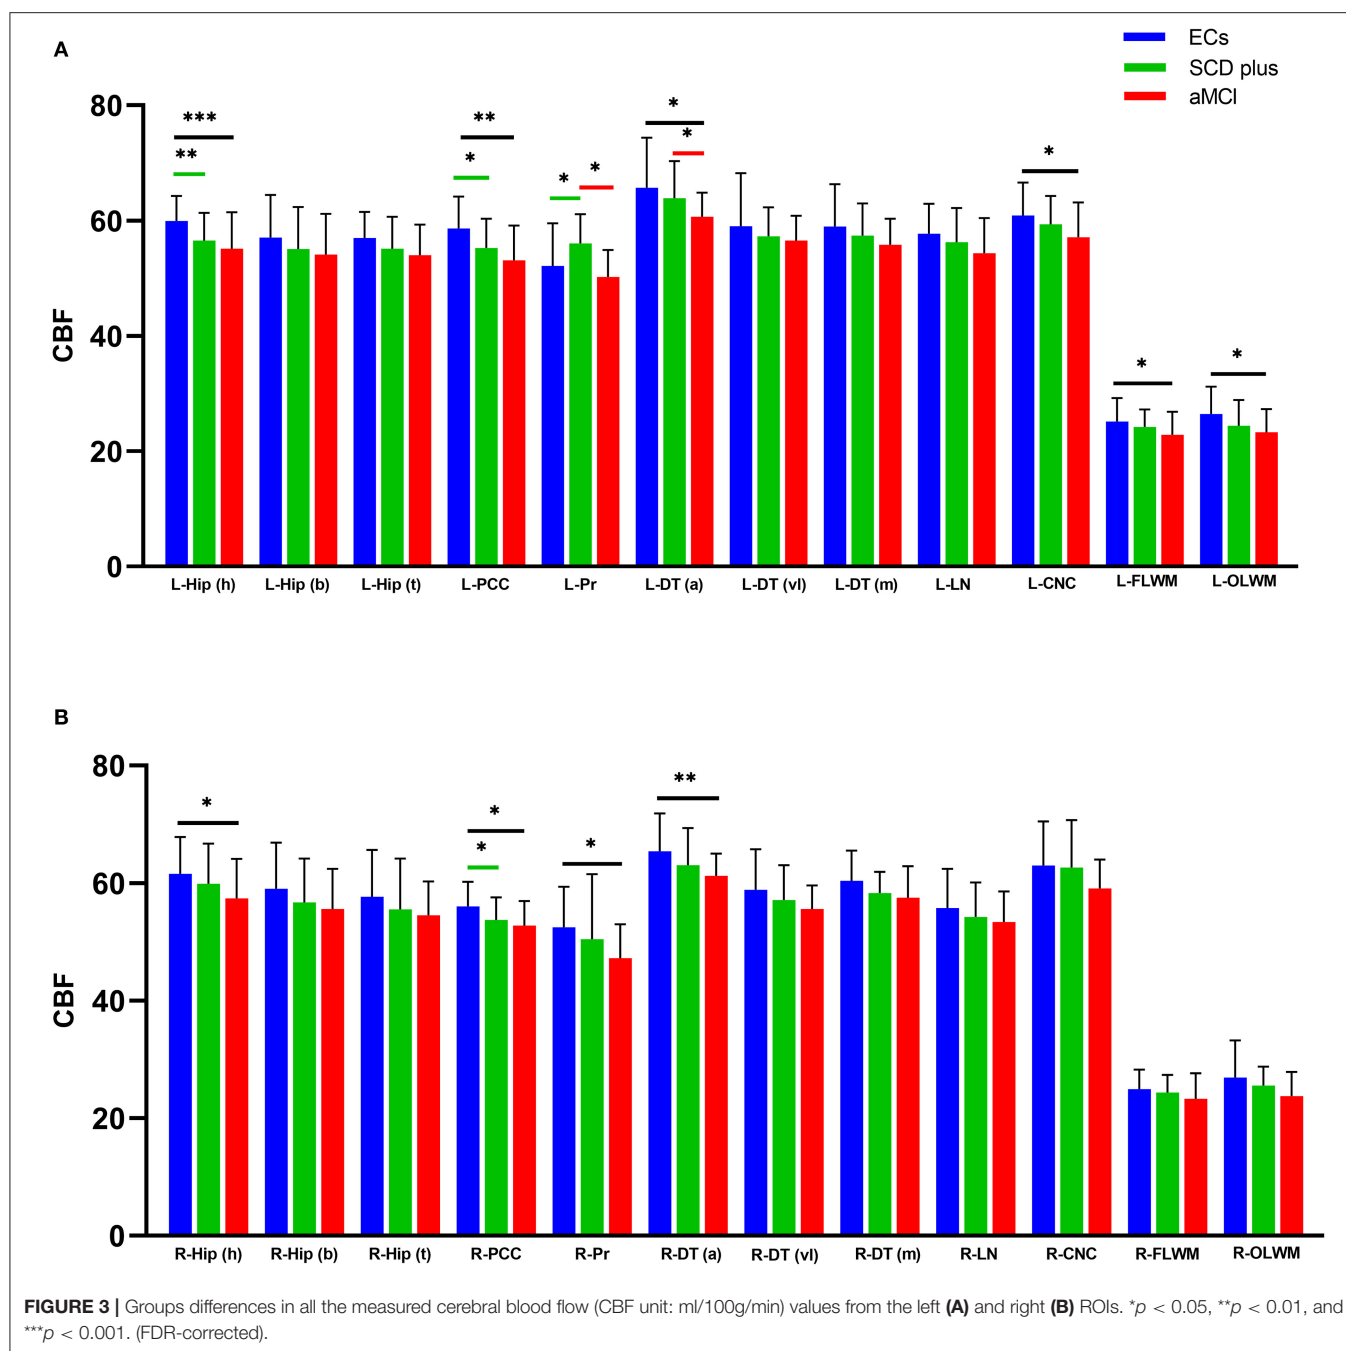 A
ECs
SCD plus
aMCI
80
60
40
20
0
CBF
*** ** ** * * * * * * * *
L-Hip (h) L-Hip (b) L-Hip (t) L-PCC L-Pr L-DT (a) L-DT (vl) L-DT (m) L-LN L-CNC L-FLWM L-OLWM
B
80
60
40
20
0
CBF
* * * * **
R-Hip (h) R-Hip (b) R-Hip (t) R-PCC R-Pr R-DT (a) R-DT (vl) R-DT (m) R-LN R-CNC R-FLWM R-OLWM
FIGURE 3 | Groups differences in all the measured cerebral blood flow (CBF unit: ml/100g/min) values from the left (A) and right (B) ROIs. *p < 0.05, **p < 0.01, and
***p < 0.001. (FDR-corrected).